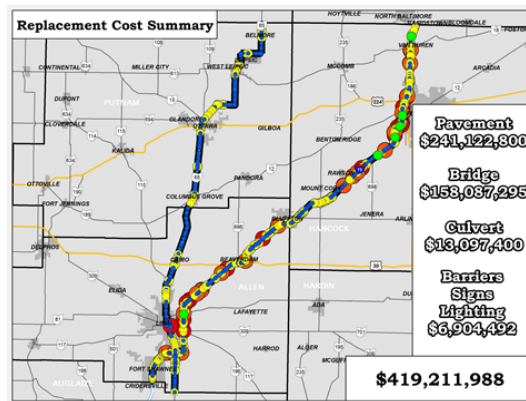 Replacement Cost Summary
HOYTVILLE
NORTH BALTIMORE
BLOOMDALE
BELMORE
VAN BUREN
CONTINENTAL
MILLER CITY
WEST LEIPSIC
MCCOMB
ARCADIA
DUPONT
PUTNAM
GLANDORF
OTTAWA
GILBOA
CLOVERDALE
BENTON RIDGE
KALIDA
RAWSON
PANDORA
MOUNT CORY
OTTOVILLE
FORT JENNINGS
COLUMBUS GROVE
JENERA
HANCOCK
DELPHOS
CAIRO
BEAVERDAM
ALLEN
HARDIN
ELIDA
ADA
LAFAYETTE
HARROD
ALGER
FORT SHAWNEE
AUGLAIZE
CRIDERSVILLE
Pavement
$241,122,800
Bridge
$158,087,295
Culvert
$13,097,400
Barriers
Signs
Lighting
$6,904,492
$419,211,988